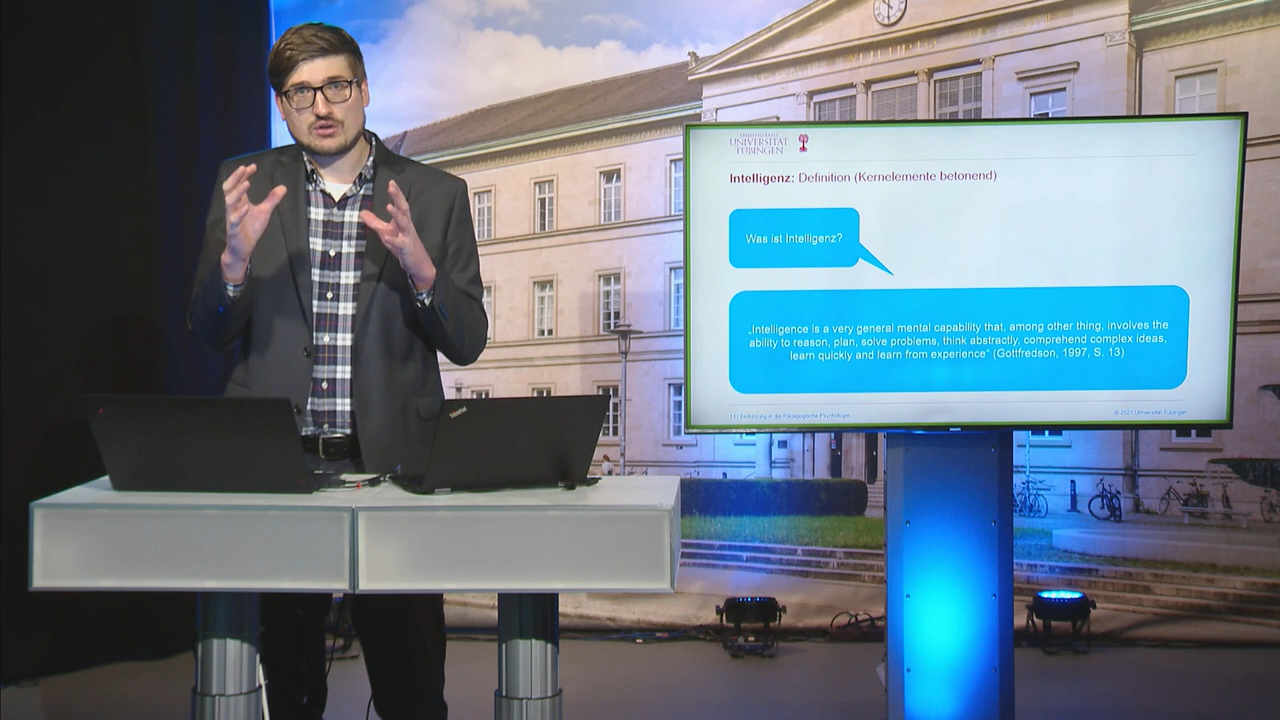 EBERHARD KARLS
UNIVERSITÄT
TÜBINGEN
Intelligenz: Definition (Kernelemente betonend)
Was ist Intelligenz?
„Intelligence is a very general mental capability that, among other thing, involves the
ability to reason, plan, solve problems, think abstractly, comprehend complex ideas,
learn quickly and learn from experience“ (Gottfredson, 1997, S. 13)
11 | Einführung in die Pädagogische Psychologie
© 2021 Universität Tübingen
PHILIPS
ThinkPad